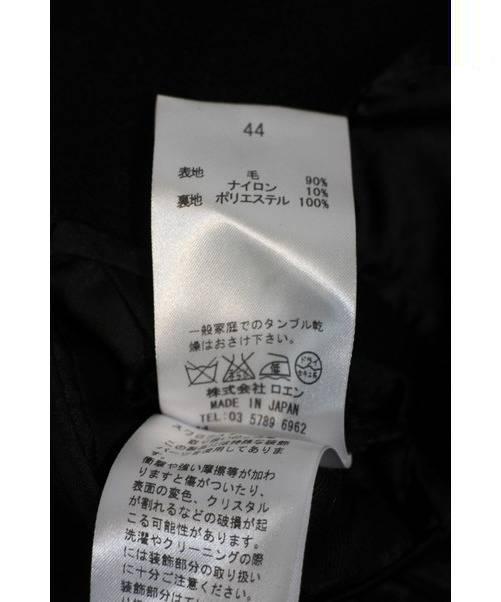 44
表地 毛 90%
ナイロン 10%
裏地 ポリエステル 100%
一般家庭でのタンブル乾
燥はおさけ下さい。
ドライ
株式会社 ロエン
MADE IN JAPAN
TEL:03 5789 6962
衝撃や強い摩擦等が加わ
りますと傷がついたり、
表面の変色、クリスタル
が割れるなどの破損が起
こる可能性があります。
洗濯やクリーニングの際
には装飾部分の取り扱い
に十分ご注意ください。